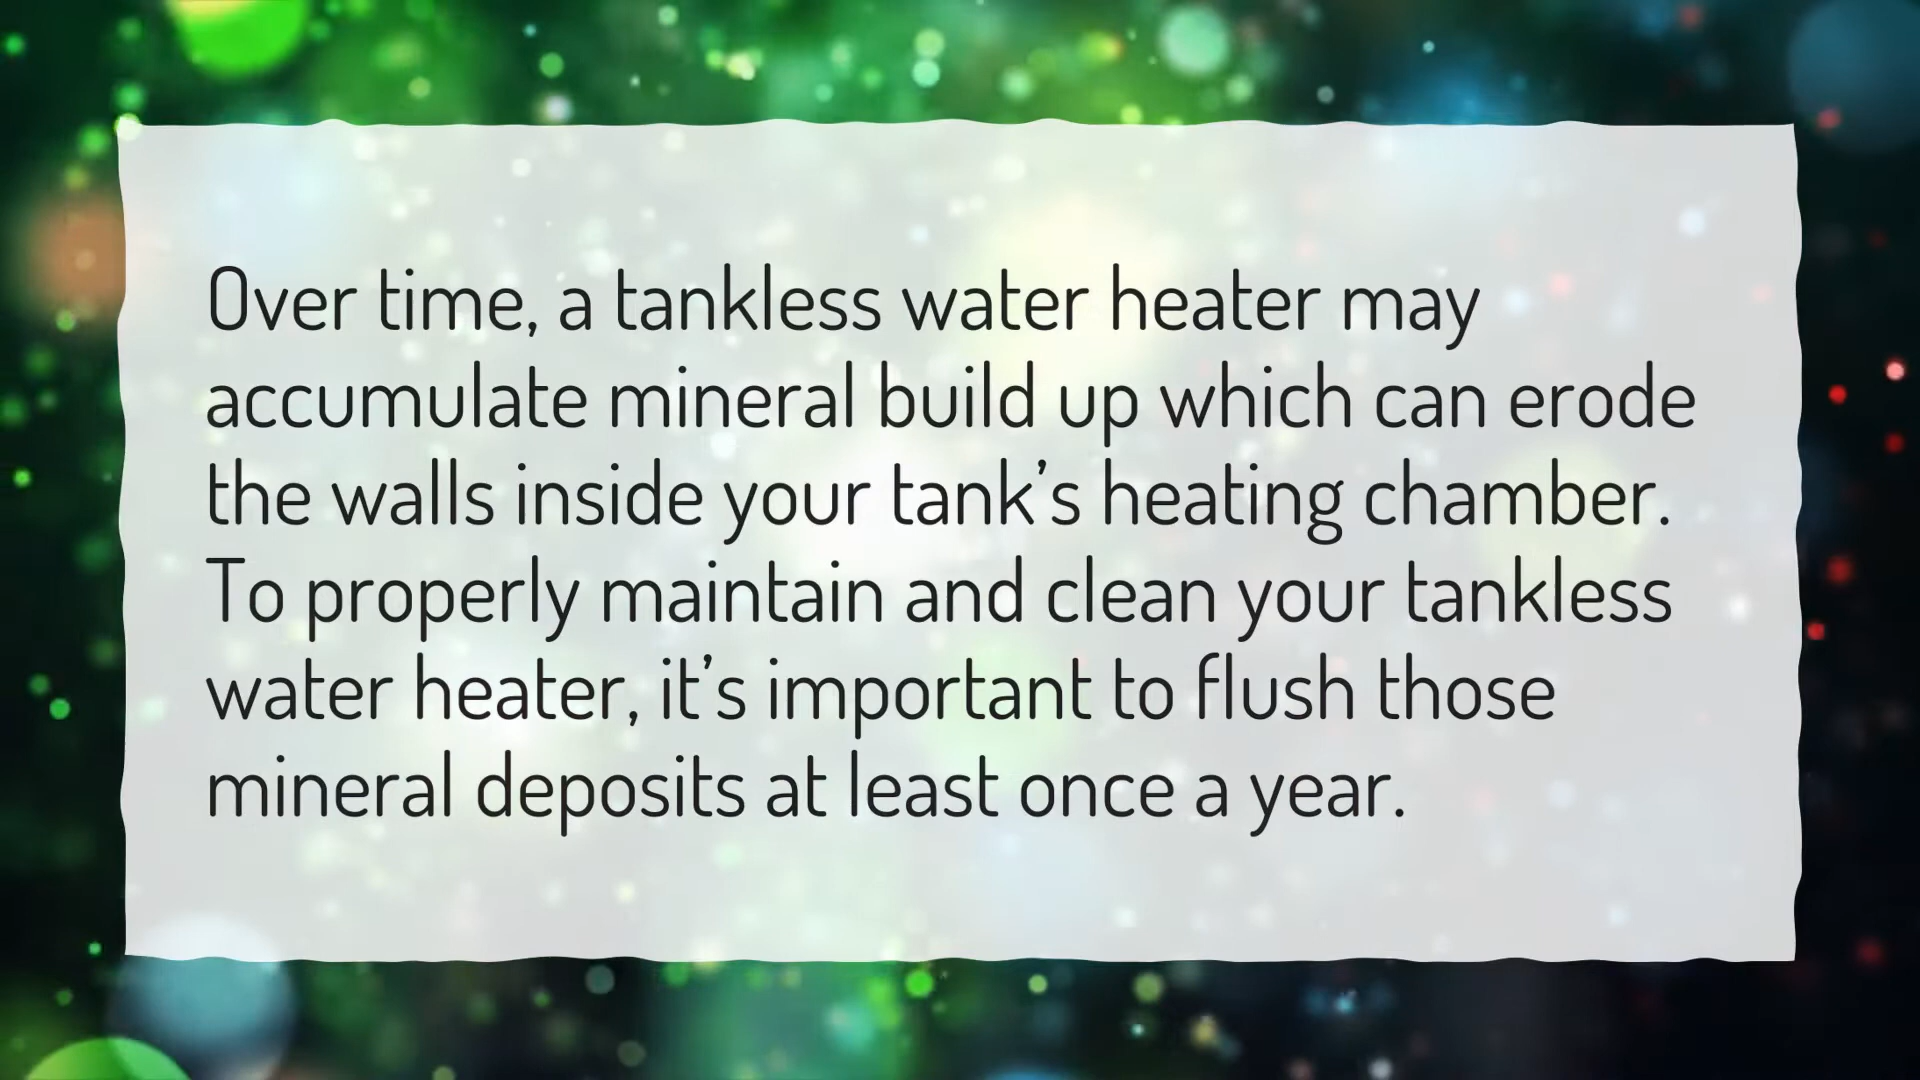 Over time, a tankless water heater may
accumulate mineral build up which can erode
the walls inside your tank’s heating chamber.
To properly maintain and clean your tankless
water heater, it’s important to flush those
mineral deposits at least once a year.